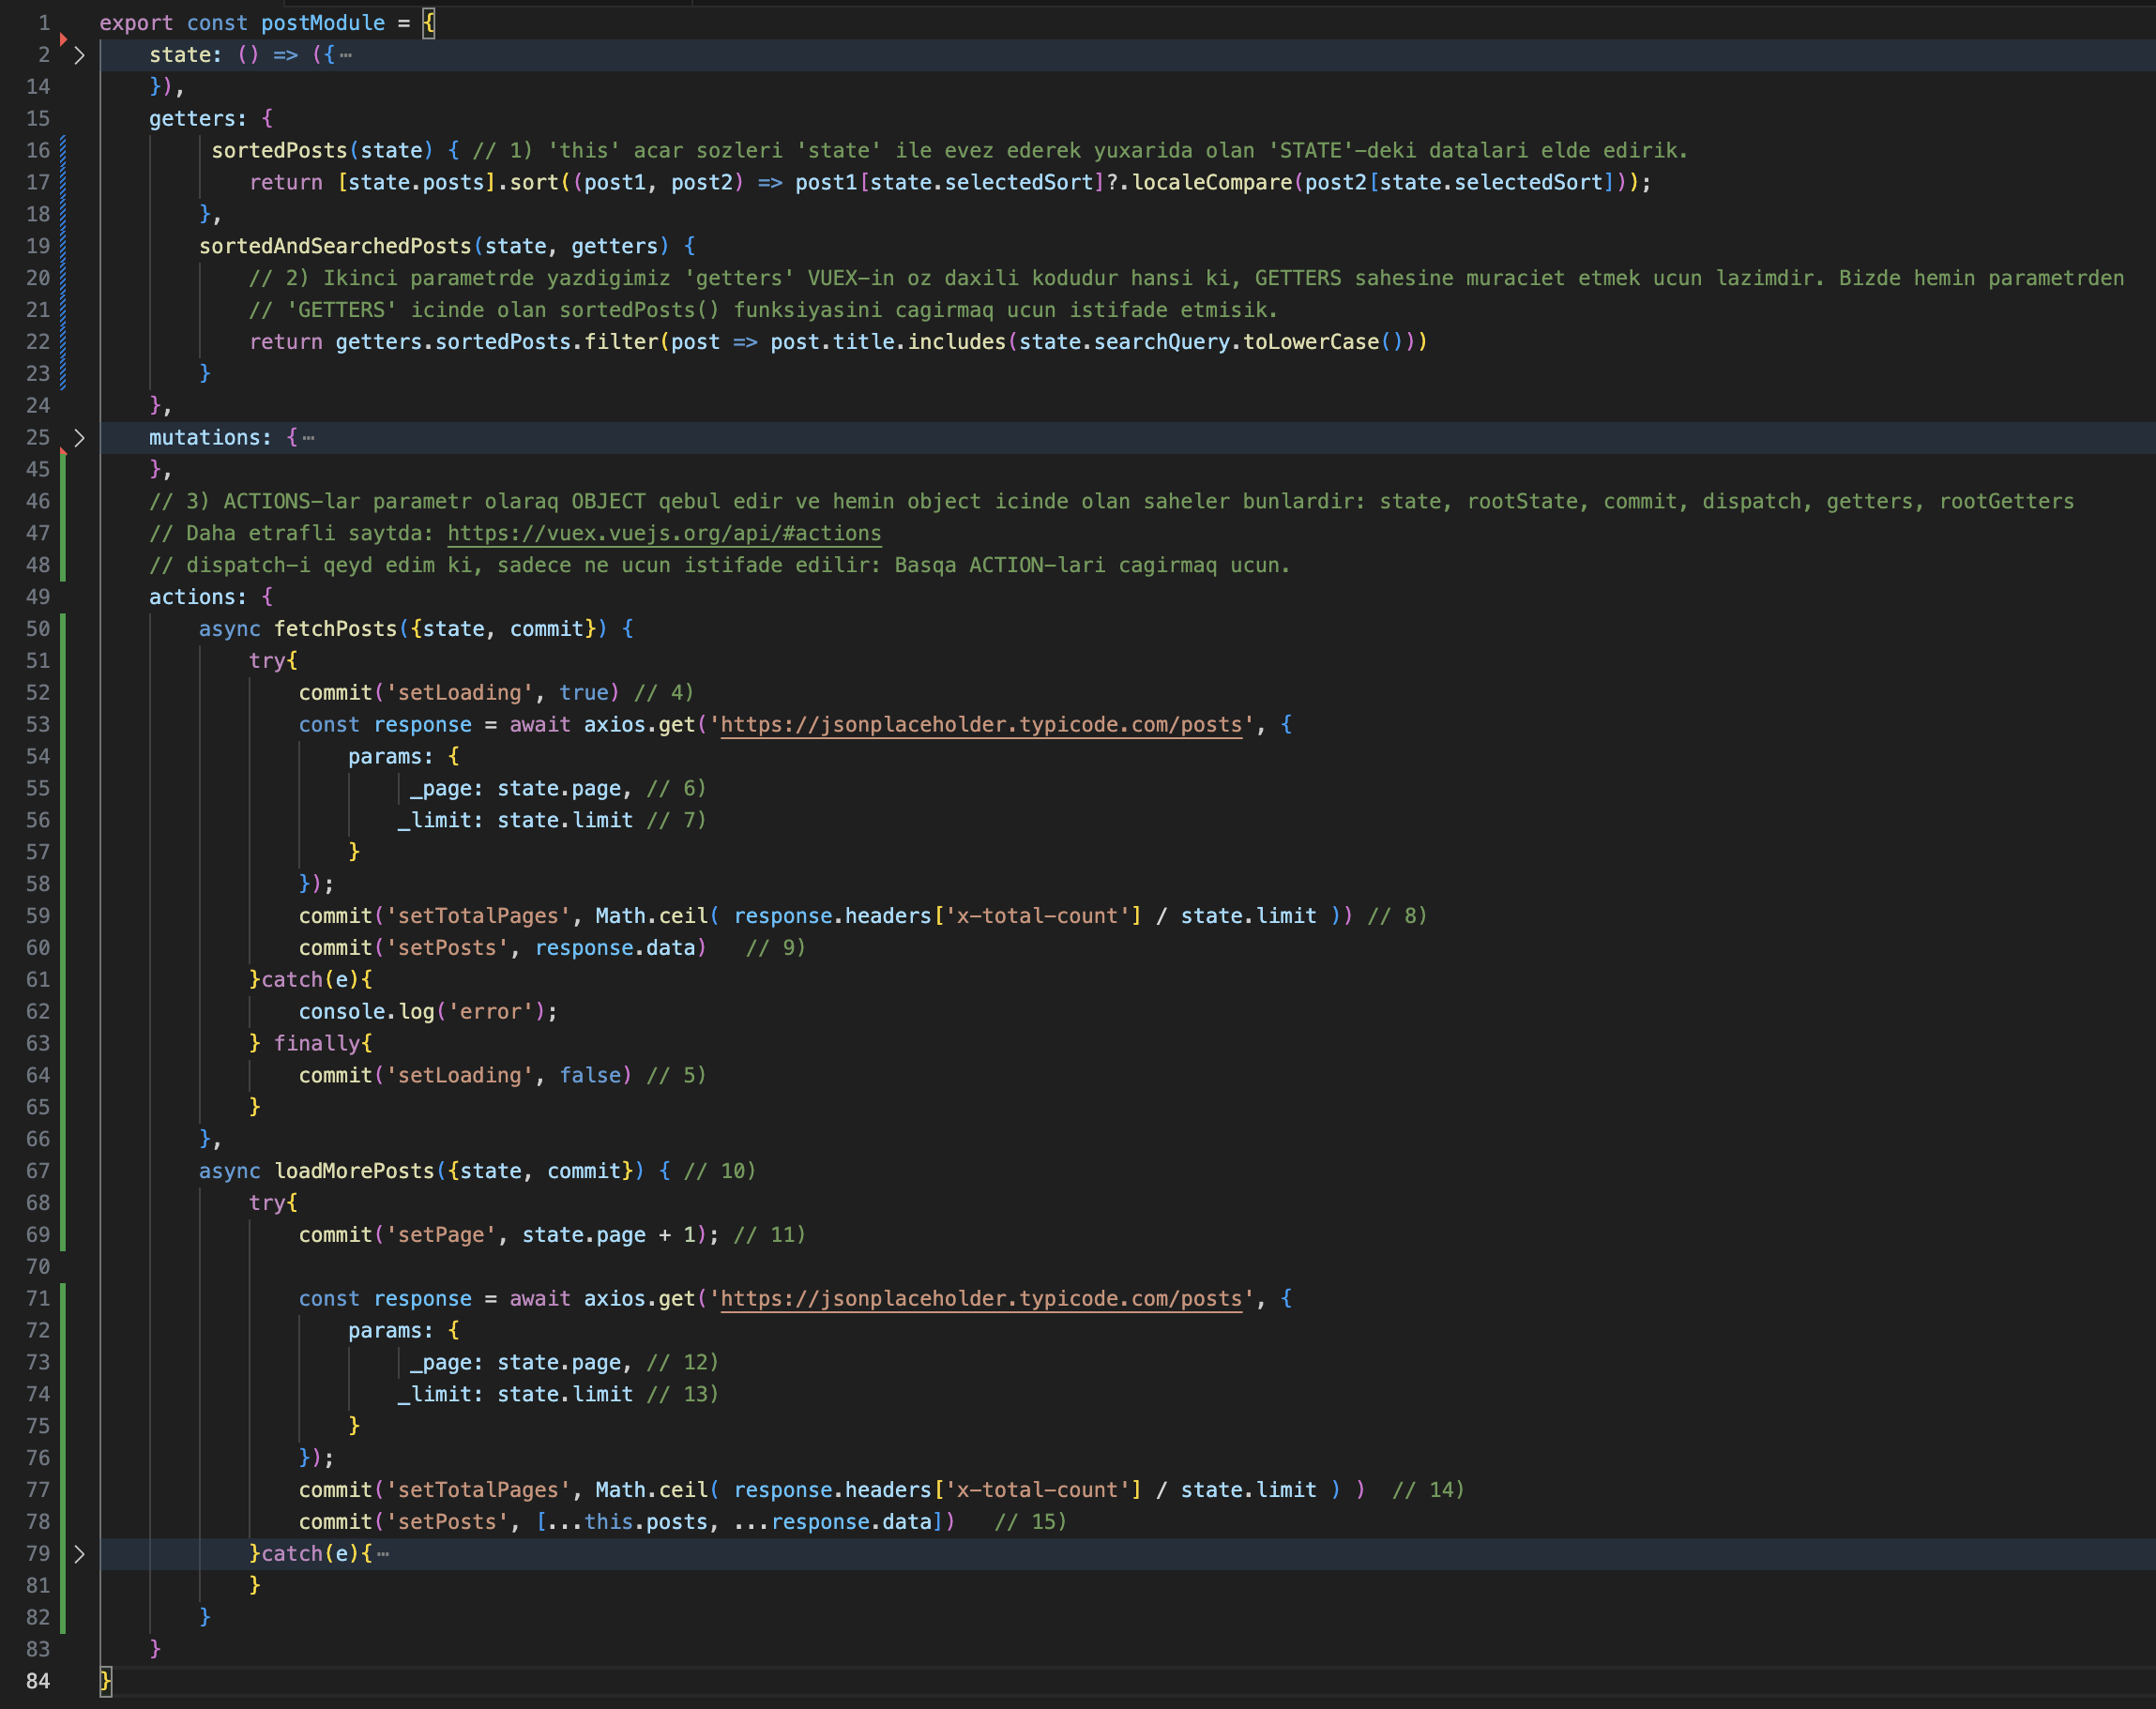 1 export const postModule = {
2 state: () => ({ ⋯
14 }),
15 getters: {
16 sortedPosts(state) { // 1) 'this' acar sozleri 'state' ile evez ederek yuxarida olan 'STATE'-deki datalari elde edirik.
17 return [state.posts].sort((post1, post2) => post1[state.selectedSort]?.localeCompare(post2[state.selectedSort]));
18 },
19 sortedAndSearchedPosts(state, getters) {
20 // 2) Ikinci parametrde yazdigimiz 'getters' VUEX-in oz daxili kodudur hansi ki, GETTERS sahesine muraciet etmek ucun lazimdir. Bizde hemin parametrden
21 // 'GETTERS' icinde olan sortedPosts() funksiyasini cagirmaq ucun istifade etmisik.
22 return getters.sortedPosts.filter(post => post.title.includes(state.searchQuery.toLowerCase()))
23 }
24 },
25 mutations: { ⋯
45 },
46 // 3) ACTIONS-lar parametr olaraq OBJECT qebul edir ve hemin object icinde olan saheler bunlardir: state, rootState, commit, dispatch, getters, rootGetters
47 // Daha etrafli saytda: https://vuex.vuejs.org/api/#actions
48 // dispatch-i qeyd edim ki, sadece ne ucun istifade edilir: Basqa ACTION-lari cagirmaq ucun.
49 actions: {
50 async fetchPosts({state, commit}) {
51 try{
52 commit('setLoading', true) // 4)
53 const response = await axios.get('https://jsonplaceholder.typicode.com/posts', {
54 params: {
55 _page: state.page, // 6)
56 _limit: state.limit // 7)
57 }
58 });
59 commit('setTotalPages', Math.ceil( response.headers['x-total-count'] / state.limit )) // 8)
60 commit('setPosts', response.data) // 9)
61 }catch(e){
62 console.log('error');
63 } finally{
64 commit('setLoading', false) // 5)
65 }
66 },
67 async loadMorePosts({state, commit}) { // 10)
68 try{
69 commit('setPage', state.page + 1); // 11)
70
71 const response = await axios.get('https://jsonplaceholder.typicode.com/posts', {
72 params: {
73 _page: state.page, // 12)
74 _limit: state.limit // 13)
75 }
76 });
77 commit('setTotalPages', Math.ceil( response.headers['x-total-count'] / state.limit ) ) // 14)
78 commit('setPosts', [...this.posts, ...response.data]) // 15)
79 }catch(e){ ⋯
81 }
82 }
83 }
84 }